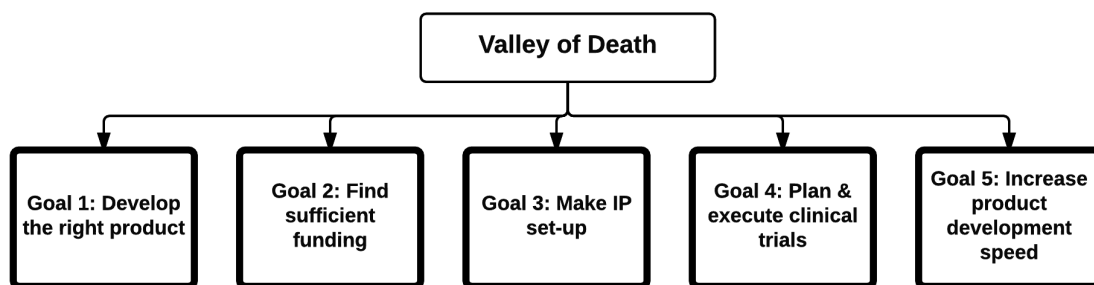 Valley of Death
Goal 1: Develop
the right product
Goal 2: Find
sufficient
funding
Goal 3: Make IP
set-up
Goal 4: Plan &
execute clinical
trials
Goal 5: Increase
product
development
speed